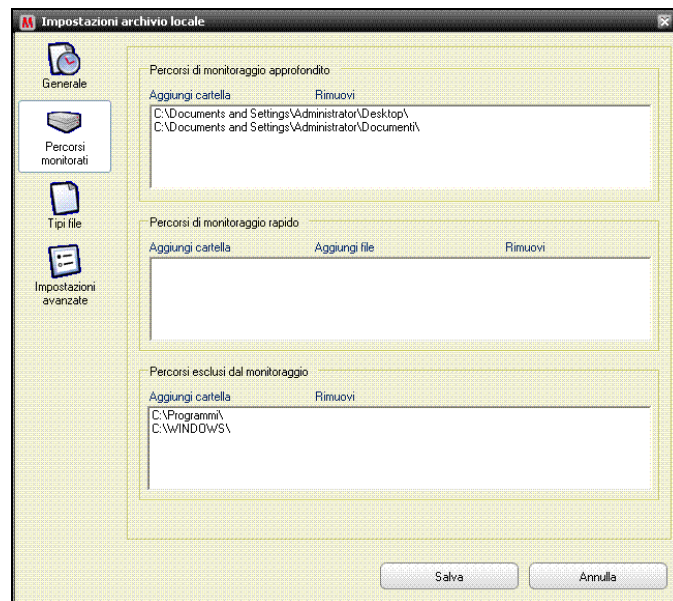 Impostazioni archivio locale
Generale
Percorsi
monitorati
Tipi file
Impostazioni
avanzate
Percorsi di monitoraggio approfondito
Aggiungi cartella Rimuovi
C:\Documents and Settings\Administrator\Desktop\
C:\Documents and Settings\Administrator\Documenti\
Percorsi di monitoraggio rapido
Aggiungi cartella Aggiungi file Rimuovi
Percorsi esclusi dal monitoraggio
Aggiungi cartella Rimuovi
C:\Programmi\
C:\WINDOWS\
Salva Annulla